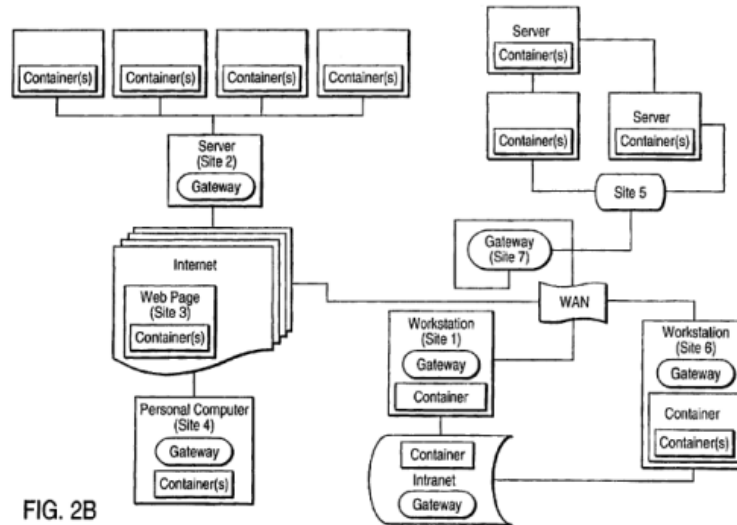 Container(s)
Container(s)
Container(s)
Container(s)
Server
(Site 2)
Gateway
Internet
Web Page
(Site 3)
Container(s)
Personal Computer
(Site 4)
Gateway
Container(s)
Server
Container(s)
Container(s)
Server
Container(s)
Site 5
Gateway
(Site 7)
WAN
Workstation
(Site 1)
Gateway
Container
Workstation
(Site 6)
Gateway
Container
Container(s)
Container
Intranet
Gateway
FIG. 2B